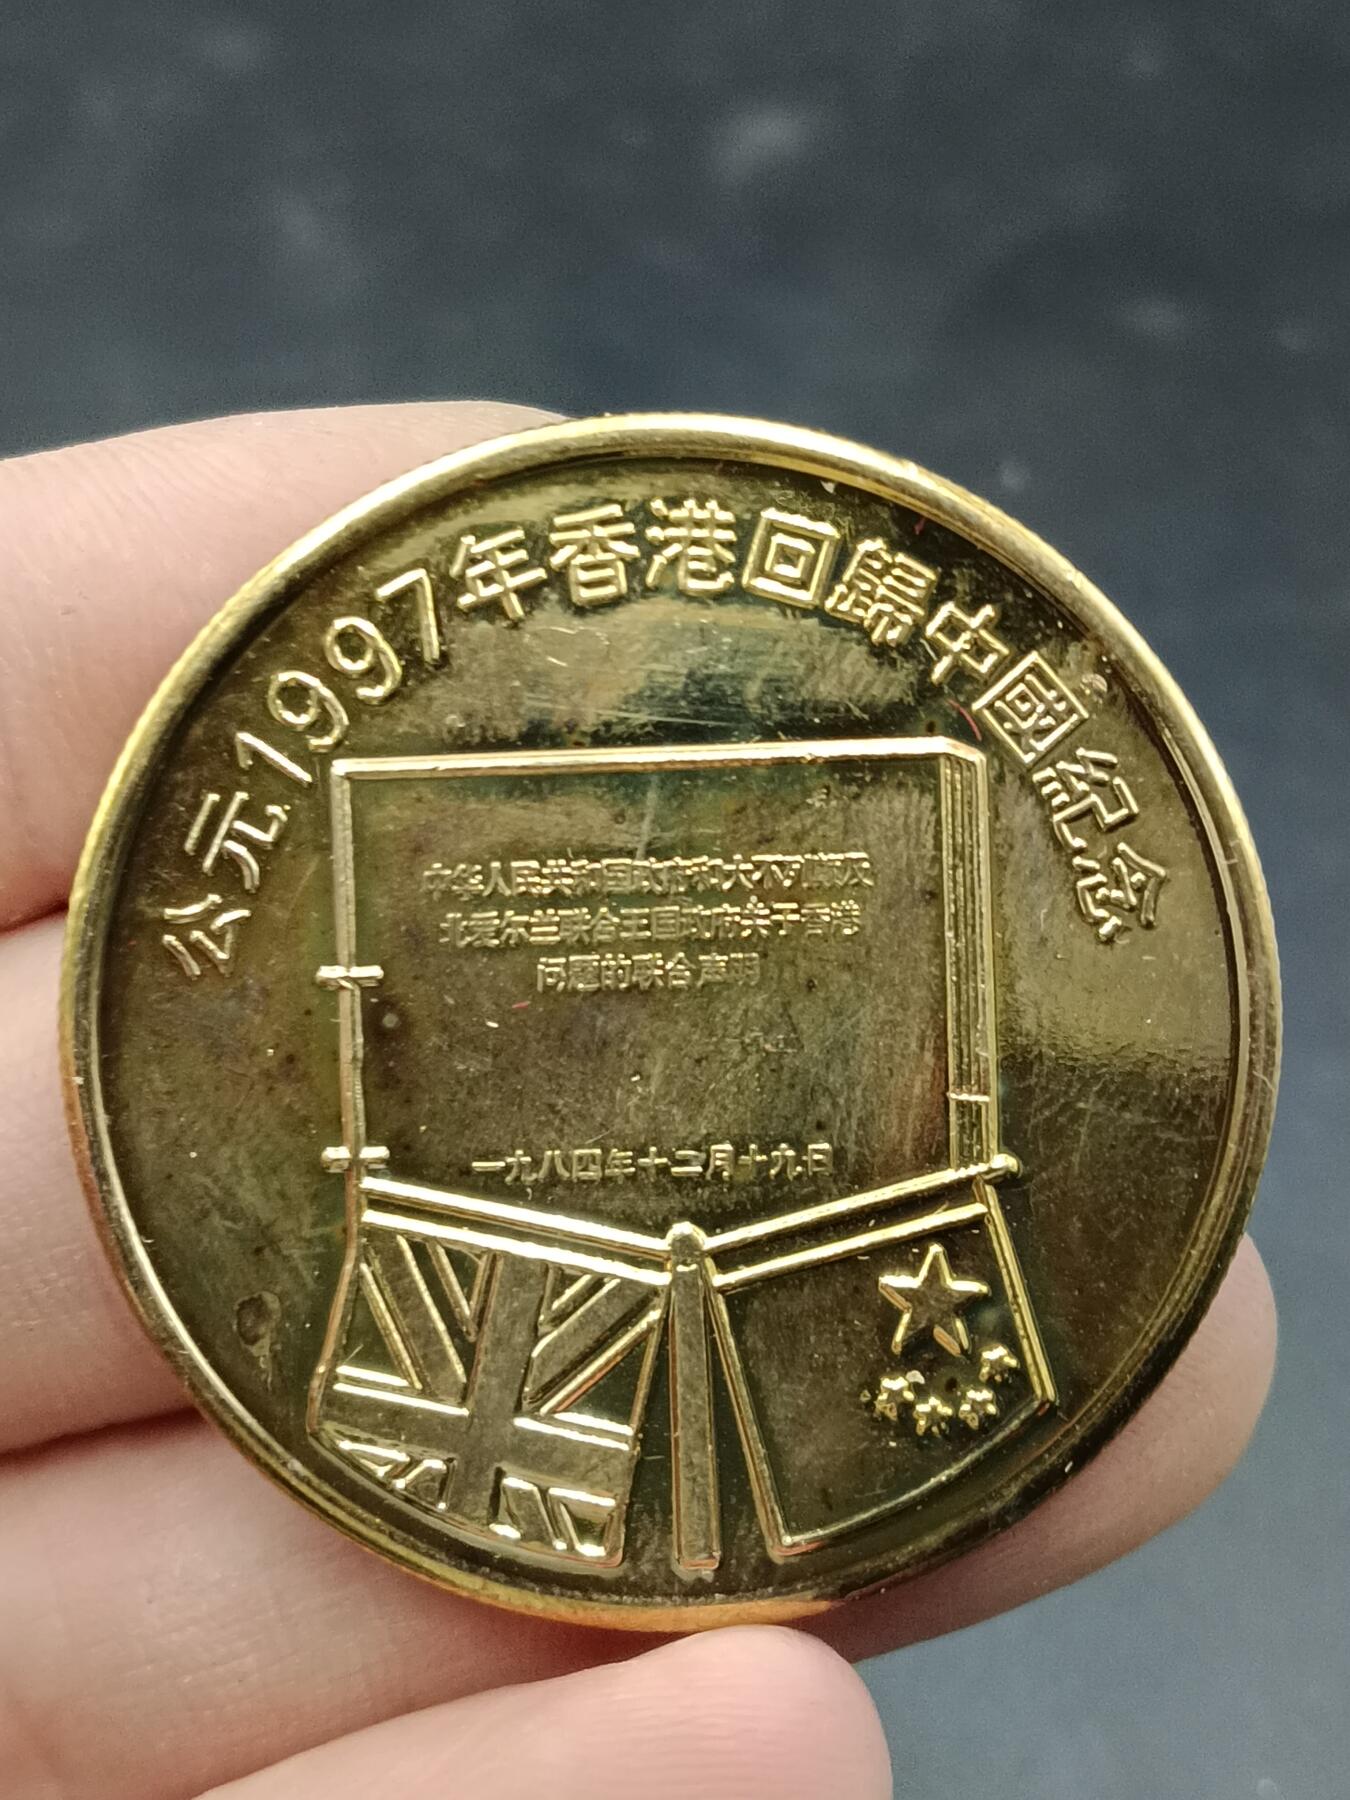 公元1997年香港回歸中國紀念
中华人民共和国政府和大不列颠及
北爱尔兰联合王国政府关于香港
问题的联合声明
一九八四年十二月十九日